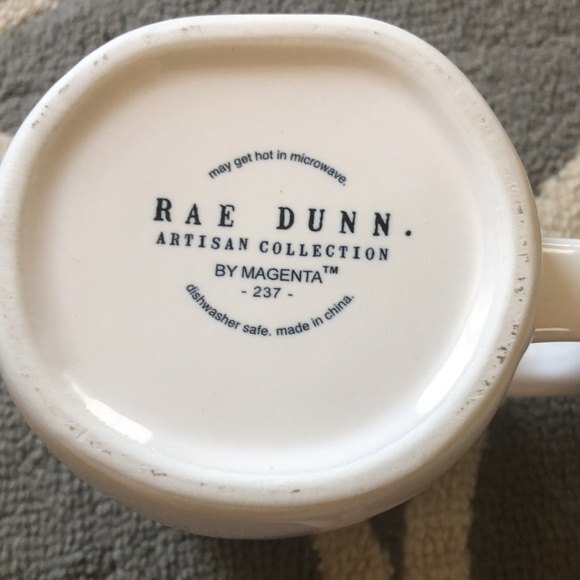 may get hot in microwave.
RAE DUNN.
ARTISAN COLLECTION
BY MAGENTA™
- 237 -
dishwasher safe. made in china.